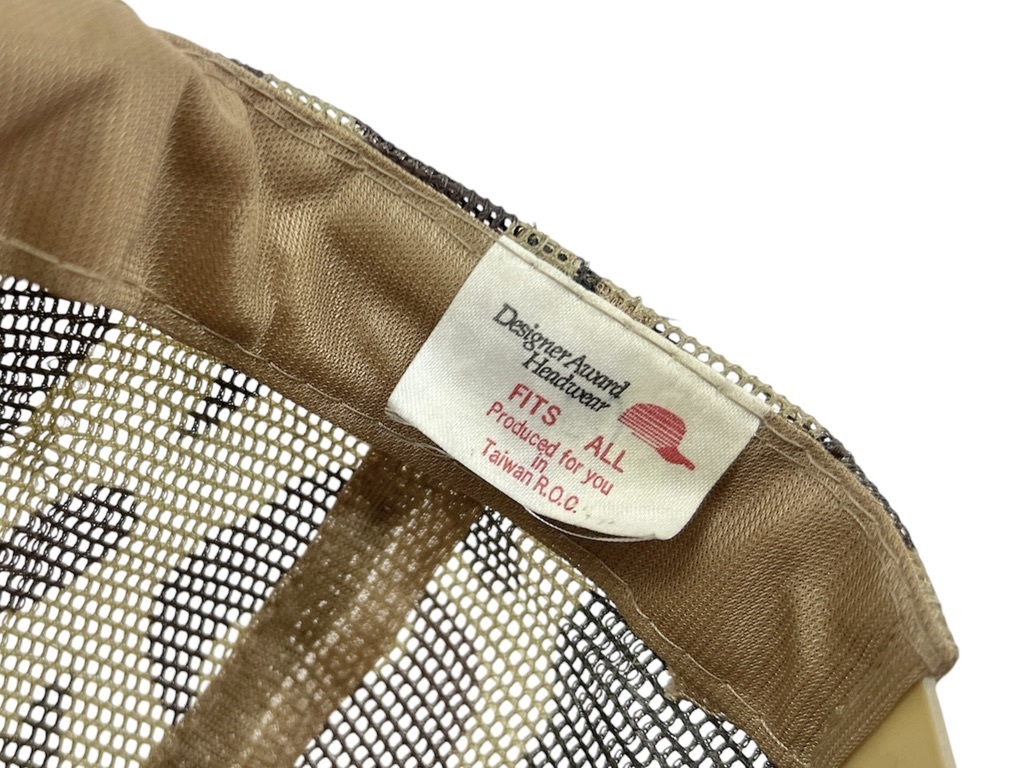 Designer Award
Headwear
FITS ALL
Produced for you
in
Taiwan R.O.C.